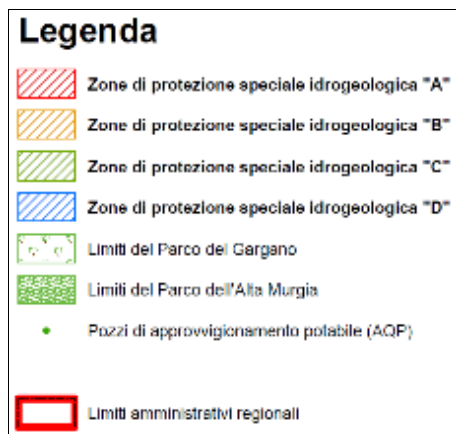 Legenda
Zone di protezione speciale idrogeologica "A"
Zone di protezione speciale idrogeologica "B"
Zone di protezione speciale idrogeologica "C"
Zone di protezione speciale idrogeologica "D"
Limiti del Parco del Gargano
Limiti del Parco dell'Alta Murgia
Pozzi di approvvigionamento potabile (AQP)
Limiti amministrativi regionali